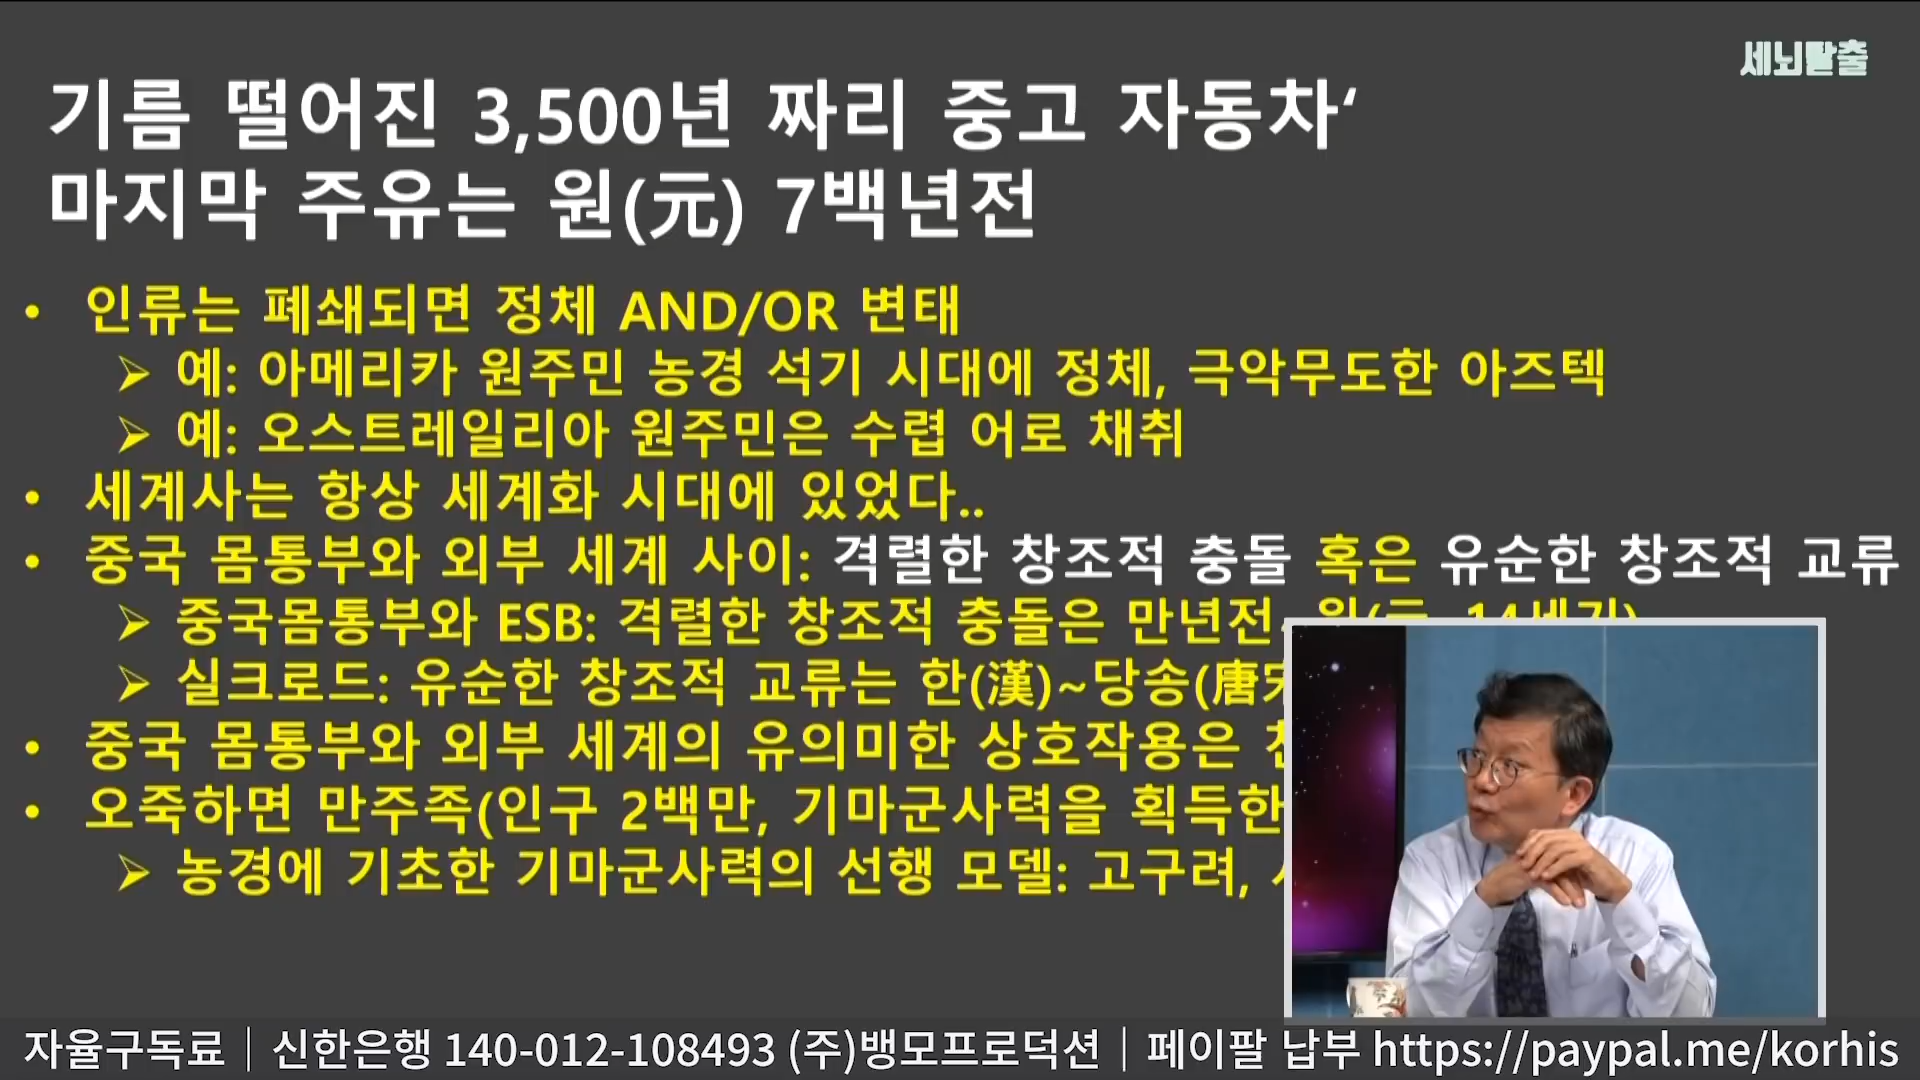 세뇌탈출
기름 떨어진 3,500년 짜리 중고 자동차‘
마지막 주유는 원(元) 7백년전
• 인류는 폐쇄되면 정체 AND/OR 변태
➢ 예: 아메리카 원주민 농경 석기 시대에 정체, 극악무도한 아즈텍
➢ 예: 오스트레일리아 원주민은 수렵 어로 채취
• 세계사는 항상 세계화 시대에 있었다..
• 중국 몸통부와 외부 세계 사이: 격렬한 창조적 충돌 혹은 유순한 창조적 교류
➢ 중국몸통부와 ESB: 격렬한 창조적 충돌은 만년전~
➢ 실크로드: 유순한 창조적 교류는 한(漢)~당송(唐
• 중국 몸통부와 외부 세계의 유의미한 상호작용은
• 오죽하면 만주족(인구 2백만, 기마군사력을 획득한
➢ 농경에 기초한 기마군사력의 선행 모델: 고구려,
자율구독료 | 신한은행 140-012-108493 (주)뱅모프로덕션 | 페이팔 납부 https://paypal.me/korhis